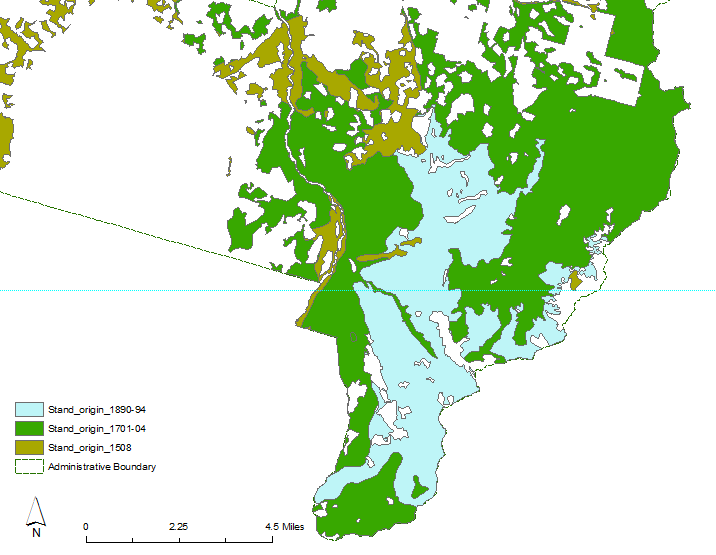 Stand_origin_1890-94
Stand_origin_1701-04
Stand_origin_1508
Administrative Boundary
N
0 2.25 4.5 Miles